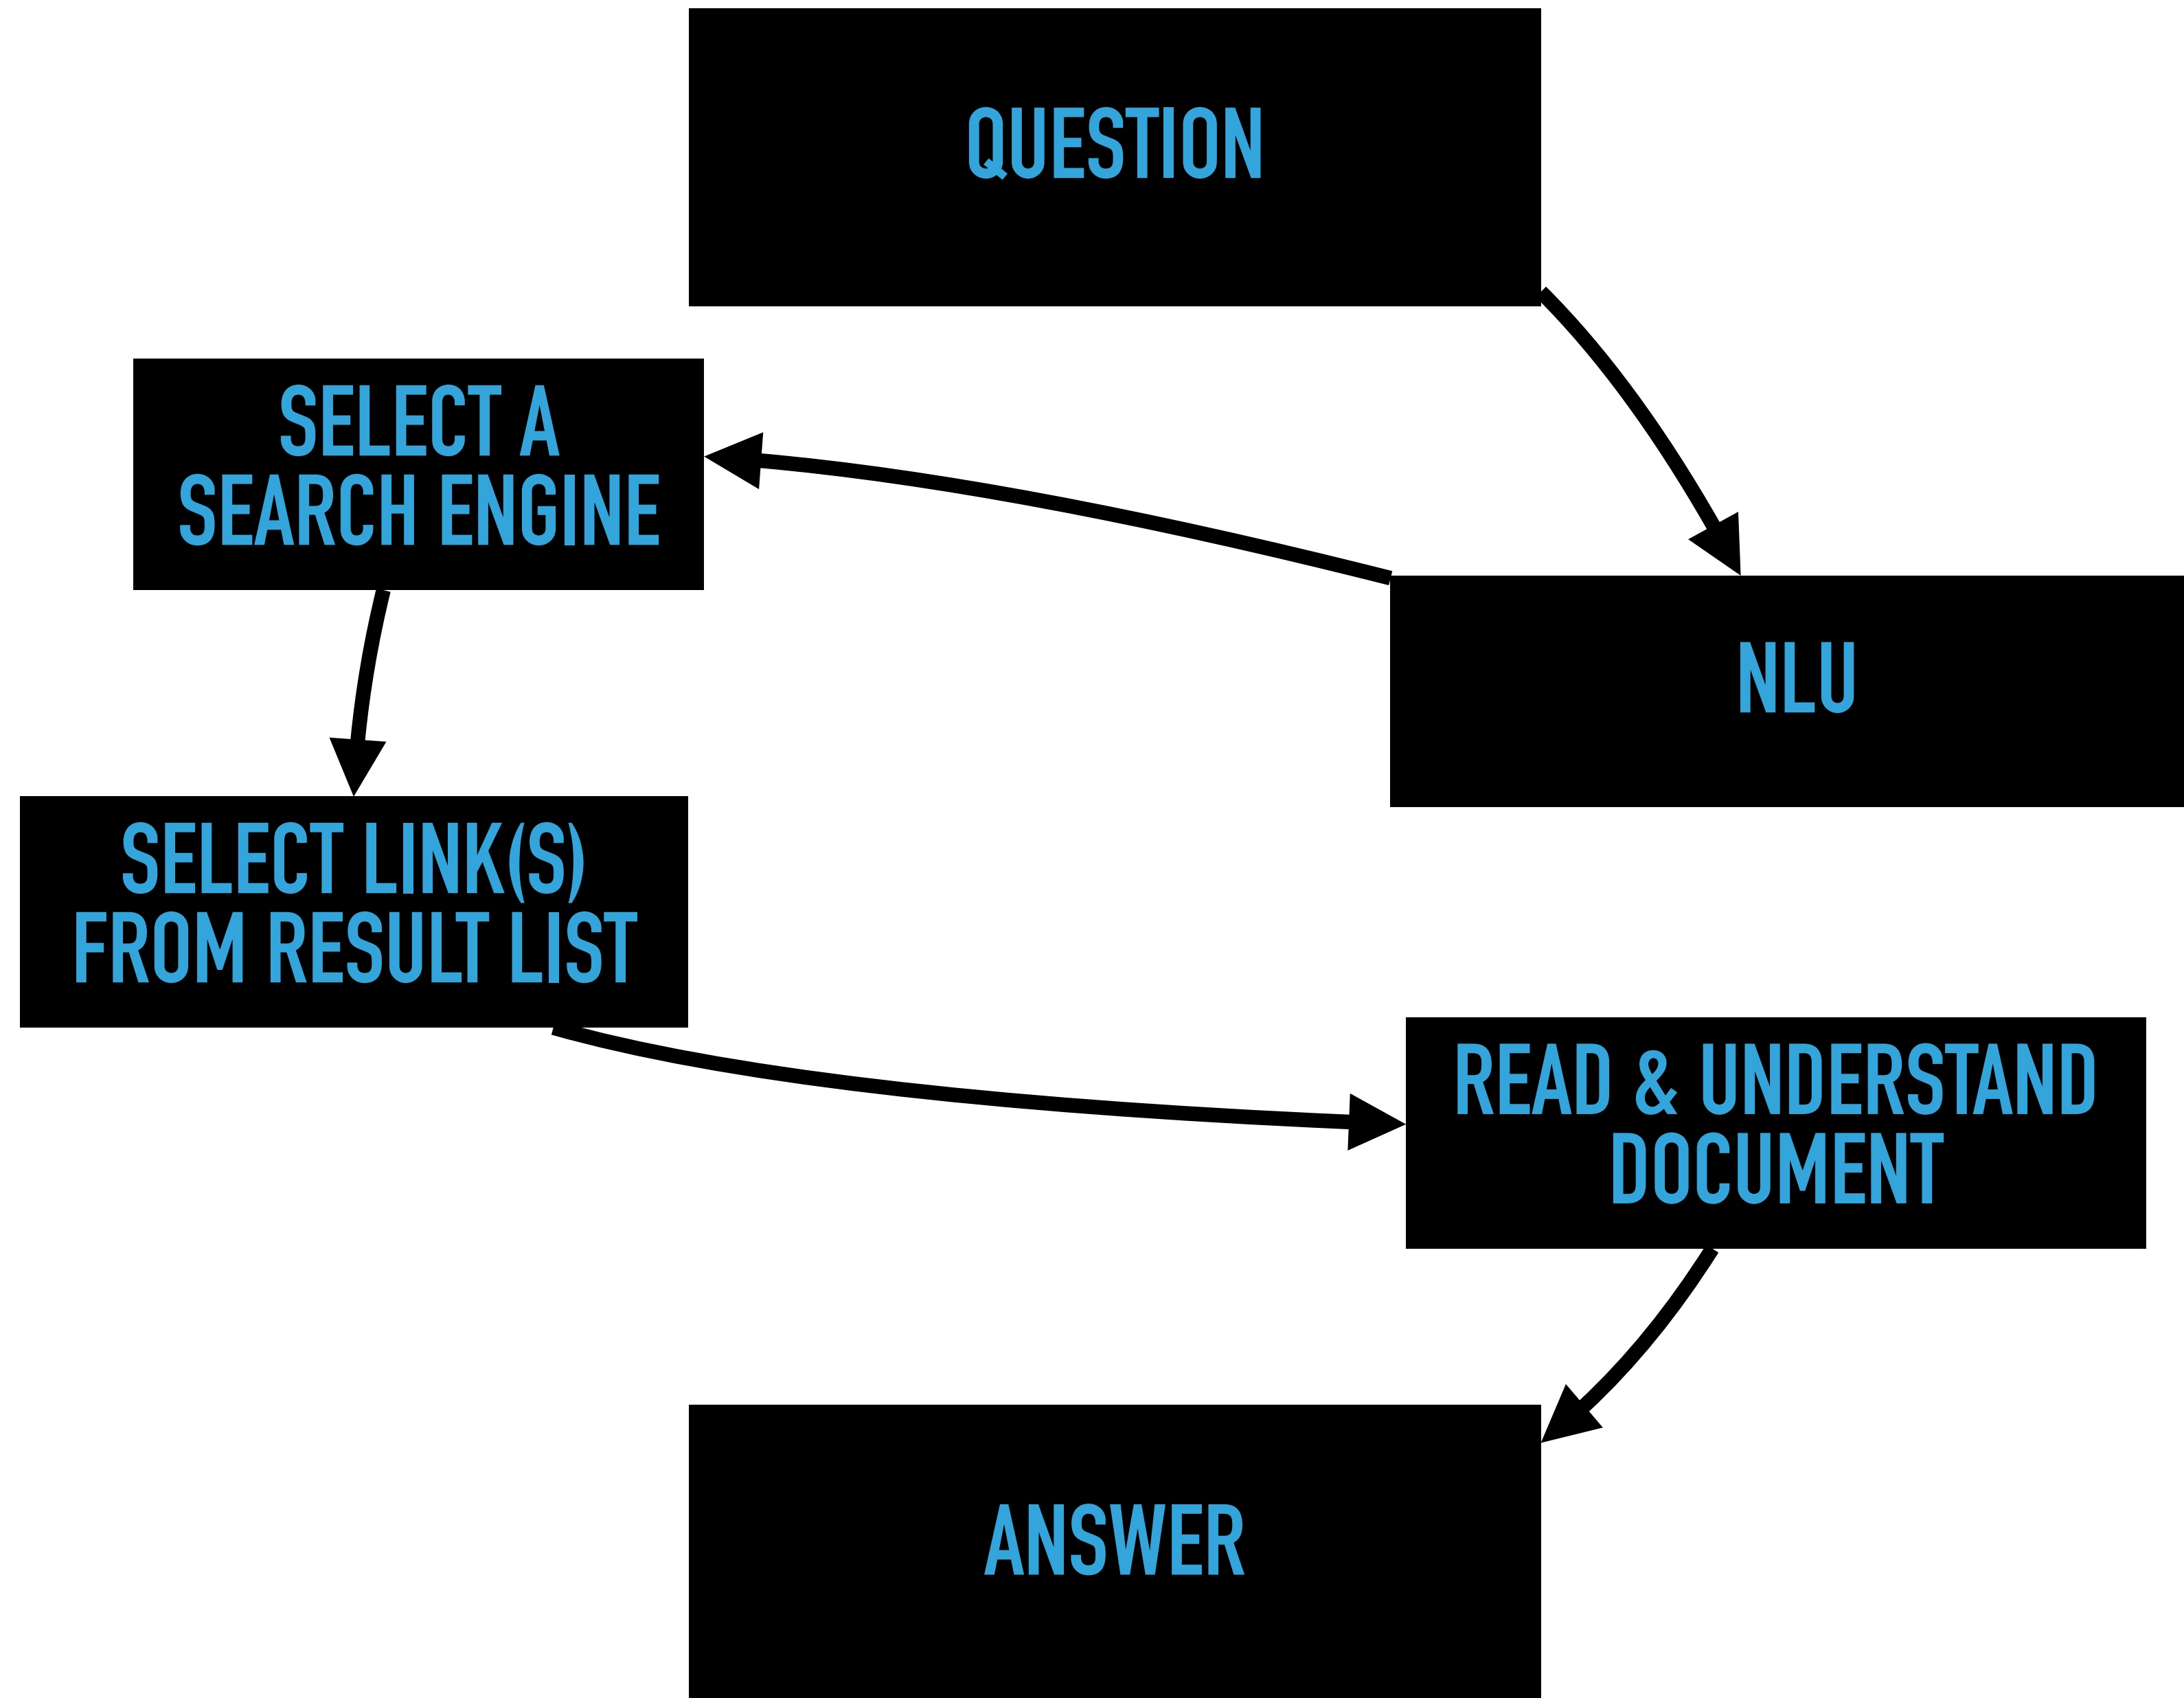 QUESTION
SELECT A
SEARCH ENGINE
NLU
SELECT LINK(S)
FROM RESULT LIST
READ & UNDERSTAND
DOCUMENT
ANSWER